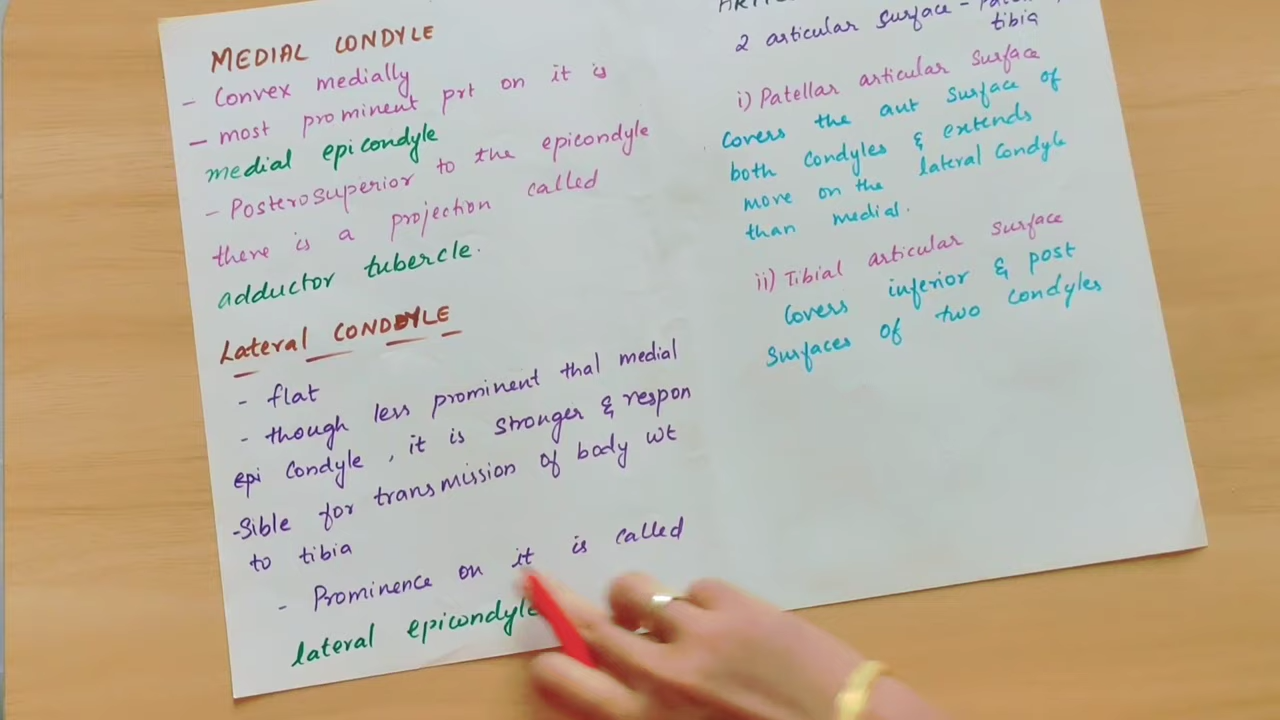 MEDIAL CONDYLE
- Convex medially
- most prominent prt on it is
medial epicondyle
- Posterosuperior to the epicondyle
there is a projection called
adductor tubercle.
Lateral CONDYLE
- flat
- though less prominent thal medial
epi condyle, it is stronger & respon
-sible for transmission of body wt
to tibia
- Prominence on it is called
lateral epicondyle
2 articular surface -
tibia
i) Patellar articular surface
Covers the ant surface of
both condyles & extends
move on the lateral Condyle
than medial.
ii) Tibial articular surface
Covers inferior & post
surfaces of two condyles